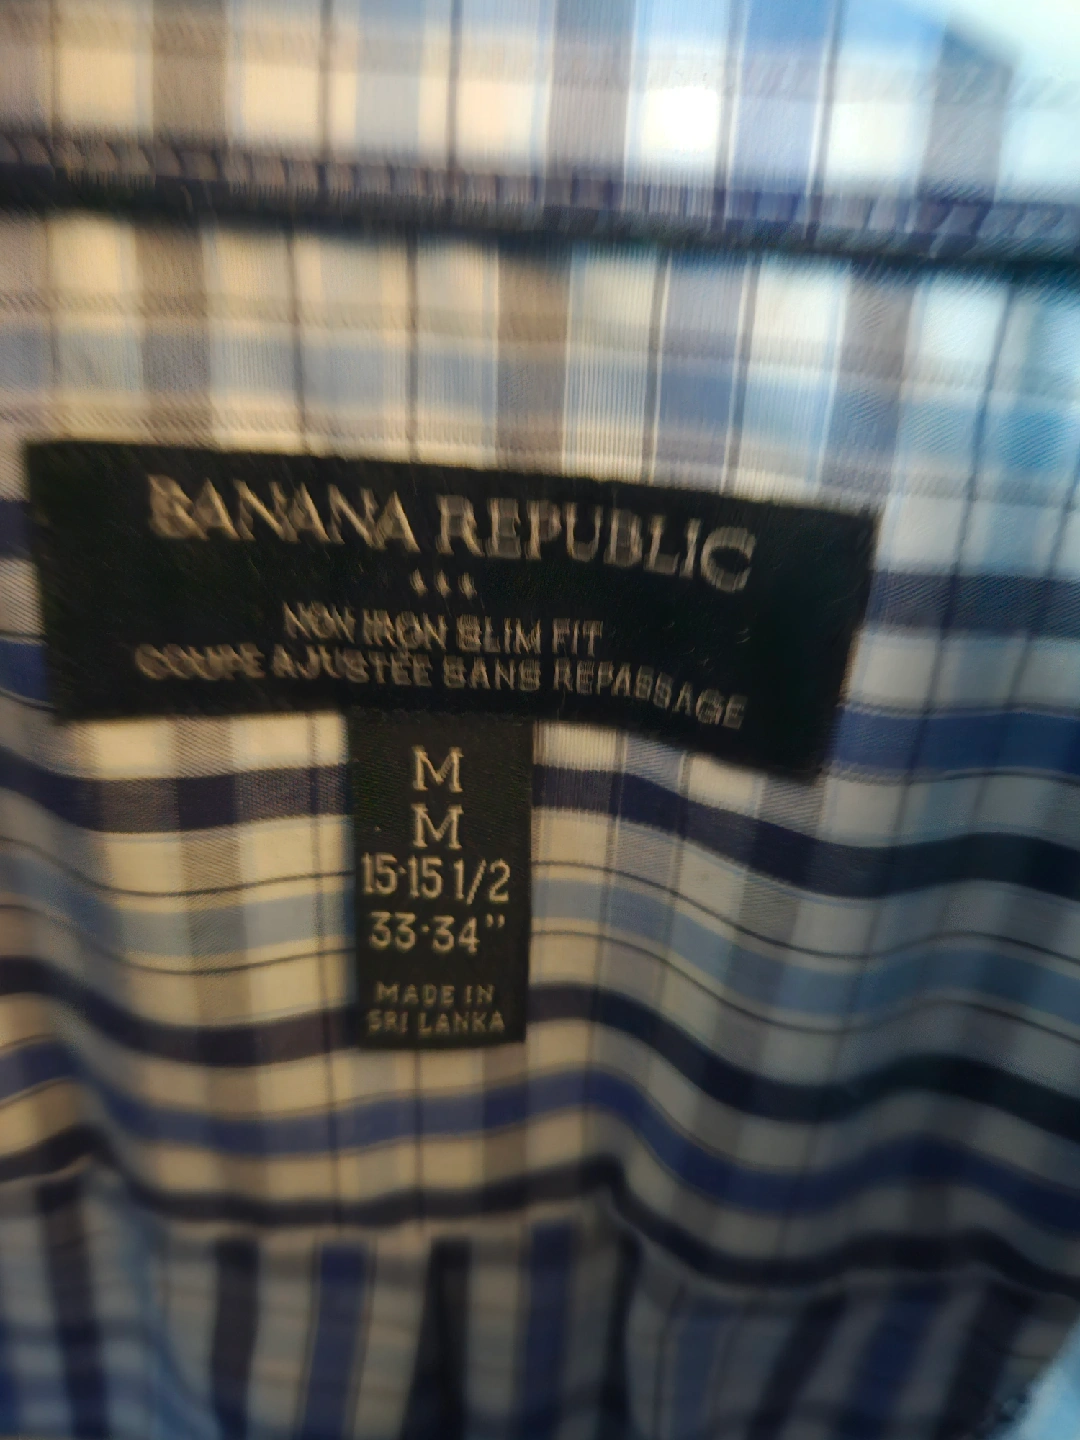 BANANA REPUBLIC
NON IRON SLIM FIT
COUPE AJUSTÉE SANS REPASSAGE
M
M
15·15 1/2
33·34"
MADE IN
SRI LANKA